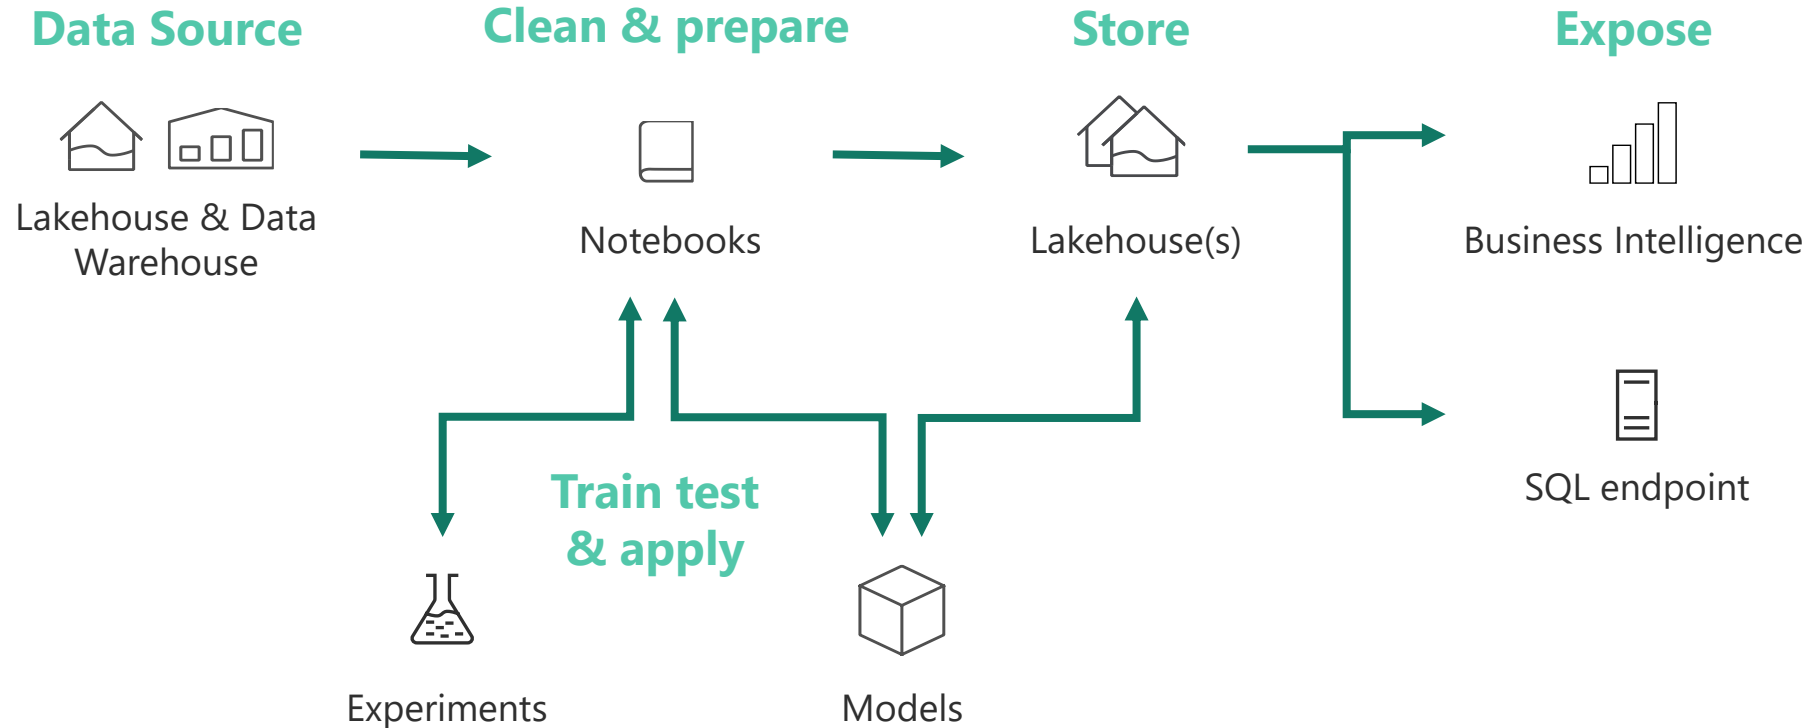 Data Source
Clean & prepare
Store
Expose
Lakehouse & Data
Warehouse
Notebooks
Lakehouse(s)
Business Intelligence
Train test
& apply
SQL endpoint
Experiments
Models